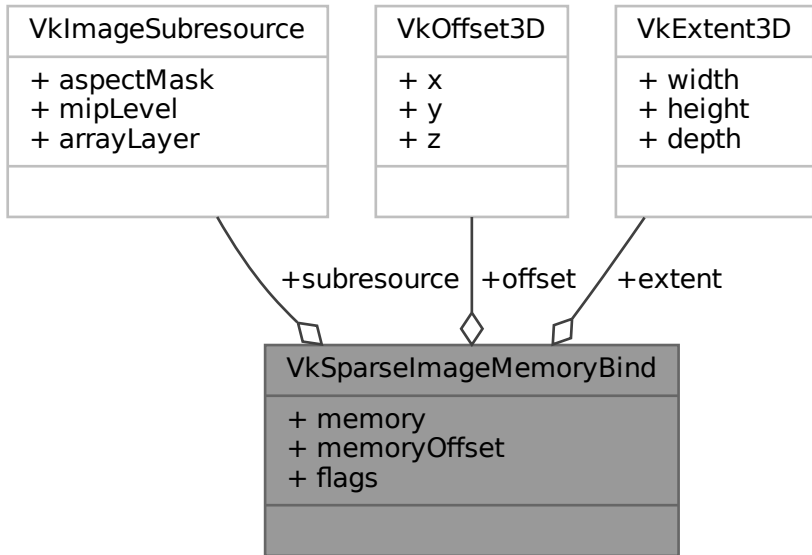 VkImageSubresource
+ aspectMask
+ mipLevel
+ arrayLayer
VkOffset3D
+ x
+ y
+ z
VkExtent3D
+ width
+ height
+ depth
+subresource
+offset
+extent
VkSparseImageMemoryBind
+ memory
+ memoryOffset
+ flags